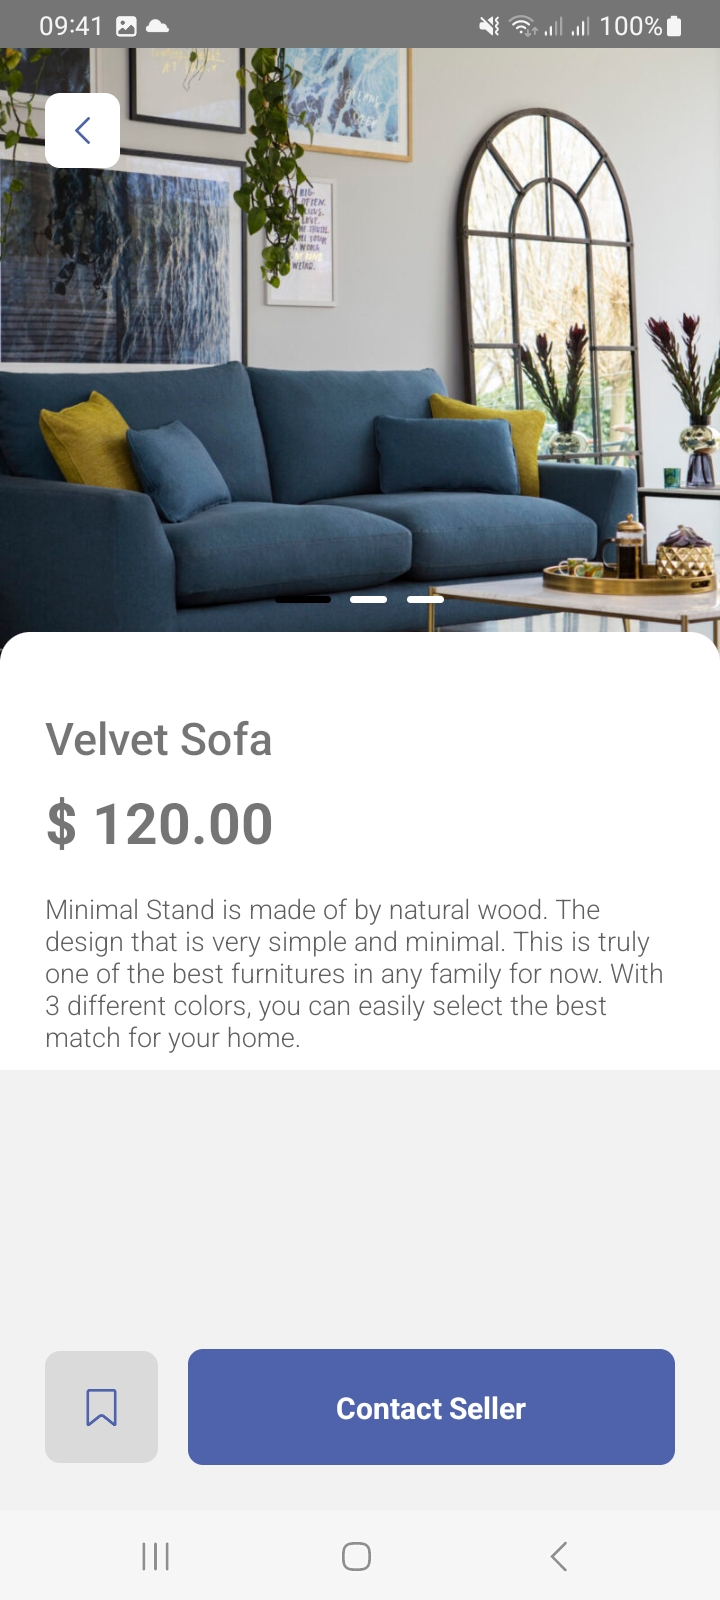 09:41
100%
Velvet Sofa
$ 120.00
Minimal Stand is made of by natural wood. The
design that is very simple and minimal. This is truly
one of the best furnitures in any family for now. With
3 different colors, you can easily select the best
match for your home.
Contact Seller